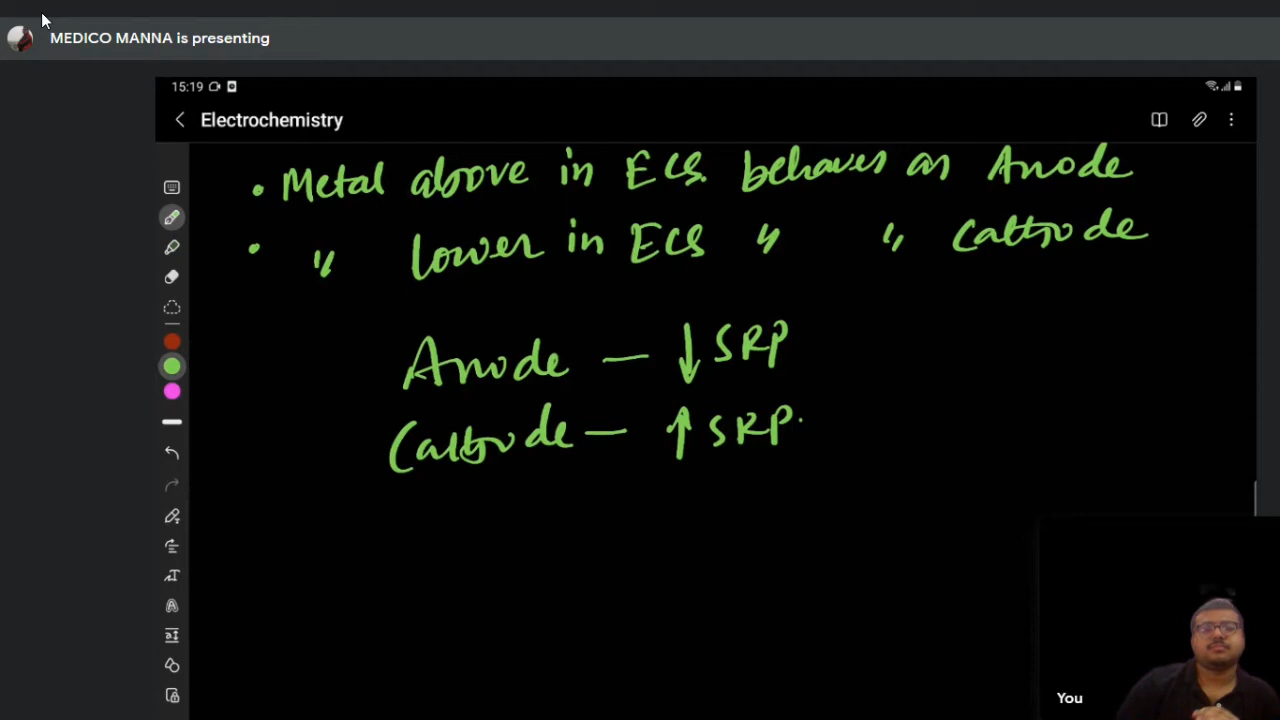 MEDICO MANNA is presenting
15:19
Electrochemistry
• Metal above in ECS. behaves as Anode
• " lower in ECS " " Cathode
Anode — ↓ SRP
Cathode — ↑ SRP.
You